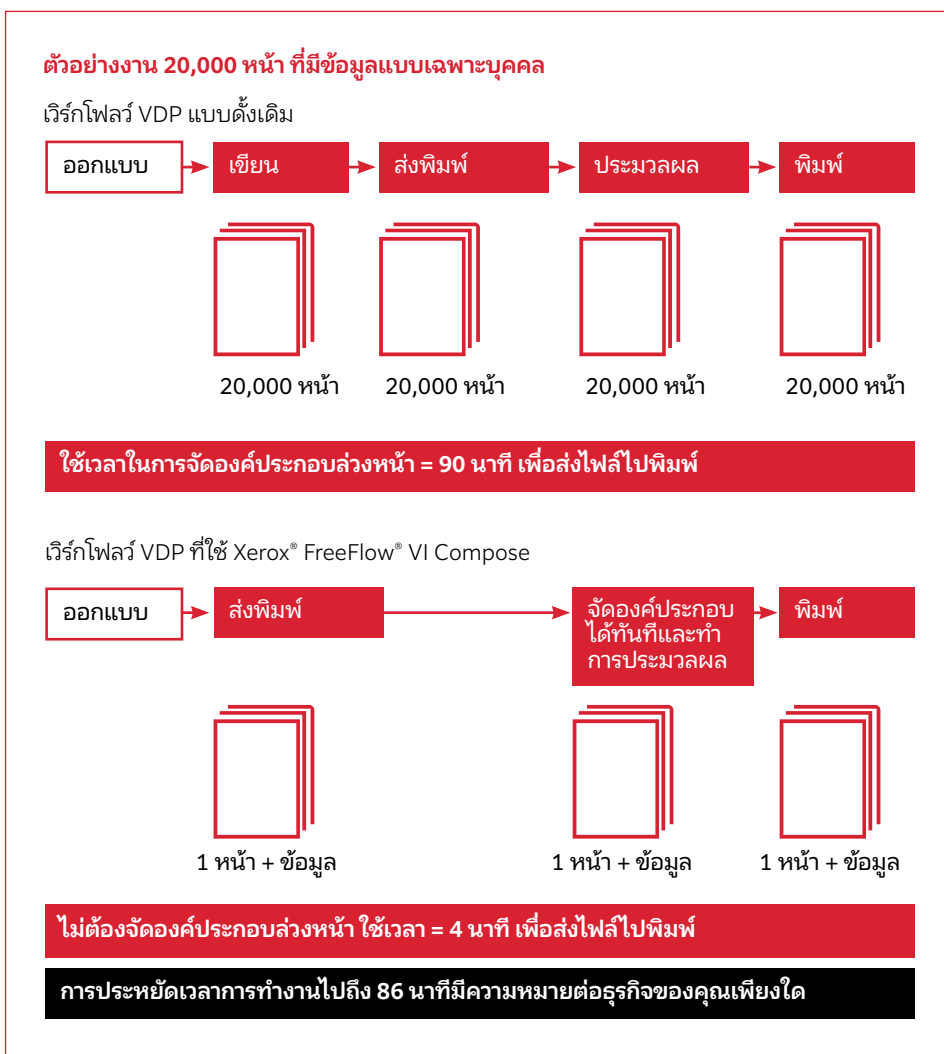 ตัวอย่างงาน 20,000 หน้า ที่มีข้อมูลแบบเฉพาะบุคคล
เวิร์กโฟลว์ VDP แบบดั้งเดิม
ออกแบบ
เขียน
ส่งพิมพ์
ประมวลผล
พิมพ์
20,000 หน้า
20,000 หน้า
20,000 หน้า
20,000 หน้า
ใช้เวลาในการจัดองค์ประกอบล่วงหน้า = 90 นาที เพื่อส่งไฟล์ไปพิมพ์
เวิร์กโฟลว์ VDP ที่ใช้ Xerox® FreeFlow® VI Compose
ออกแบบ
ส่งพิมพ์
จัดองค์ประกอบ
ได้ทันทีและทำ
การประมวลผล
พิมพ์
1 หน้า + ข้อมูล
1 หน้า + ข้อมูล
1 หน้า + ข้อมูล
ไม่ต้องจัดองค์ประกอบล่วงหน้า ใช้เวลา = 4 นาที เพื่อส่งไฟล์ไปพิมพ์
การประหยัดเวลาการทำงานไปถึง 86 นาทีมีความหมายต่อธุรกิจของคุณเพียงใด